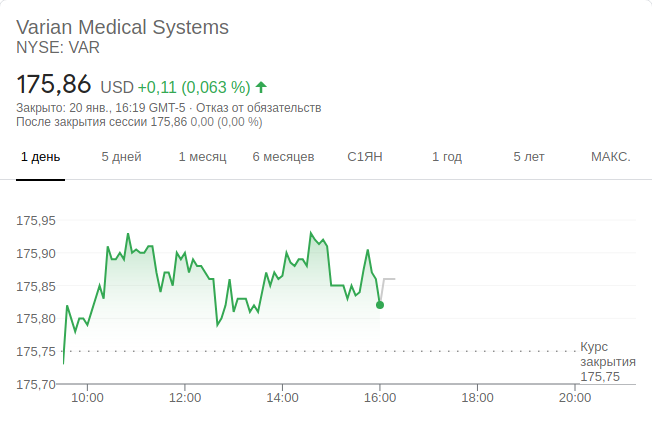 Varian Medical Systems
NYSE: VAR
175,86 USD +0,11 (0,063 %)
Закрыто: 20 янв., 16:19 GMT-5 · Отказ от обязательств
После закрытия сессии 175,86 0,00 (0,00 %)
1 день 5 дней 1 месяц 6 месяцев С1ЯН 1 год 5 лет МАКС.
175,95
175,90
175,85
175,80
175,75
175,70
Курс
закрытия
175,75
10:00 12:00 14:00 16:00 18:00 20:00